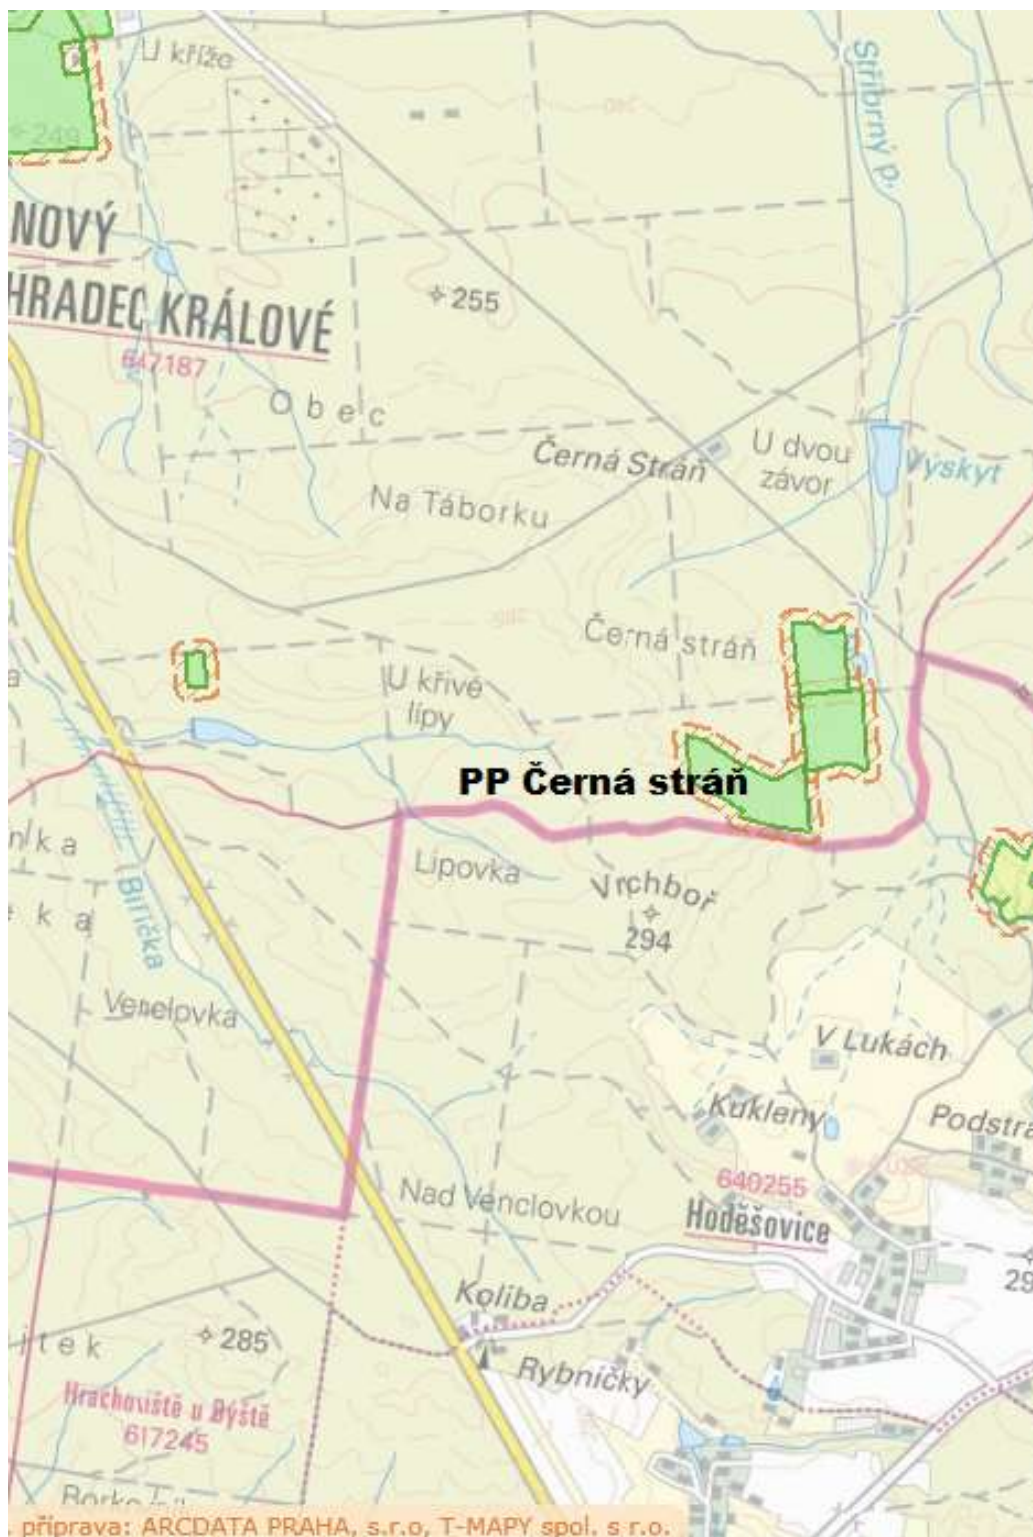 U kříže
Stříbrný p.
249
NOVÝ
HRADEC KRÁLOVÉ
647187
255
Obec
Černá Stráň
U dvou
závor
Výskyt
Na Táborku
Černá stráň
U křivé
lípy
PP Černá stráň
Lipovka
Vrchboř
294
Biřička
Venclovka
V Lukách
Kukleny
Podstrá
640255
Hoděšovice
Nad Venclovkou
Koliba
Rybníčky
285
Hrachoviště u Býště
617245
příprava: ARCDATA PRAHA, s.r.o, T-MAPY spol. s r.o.